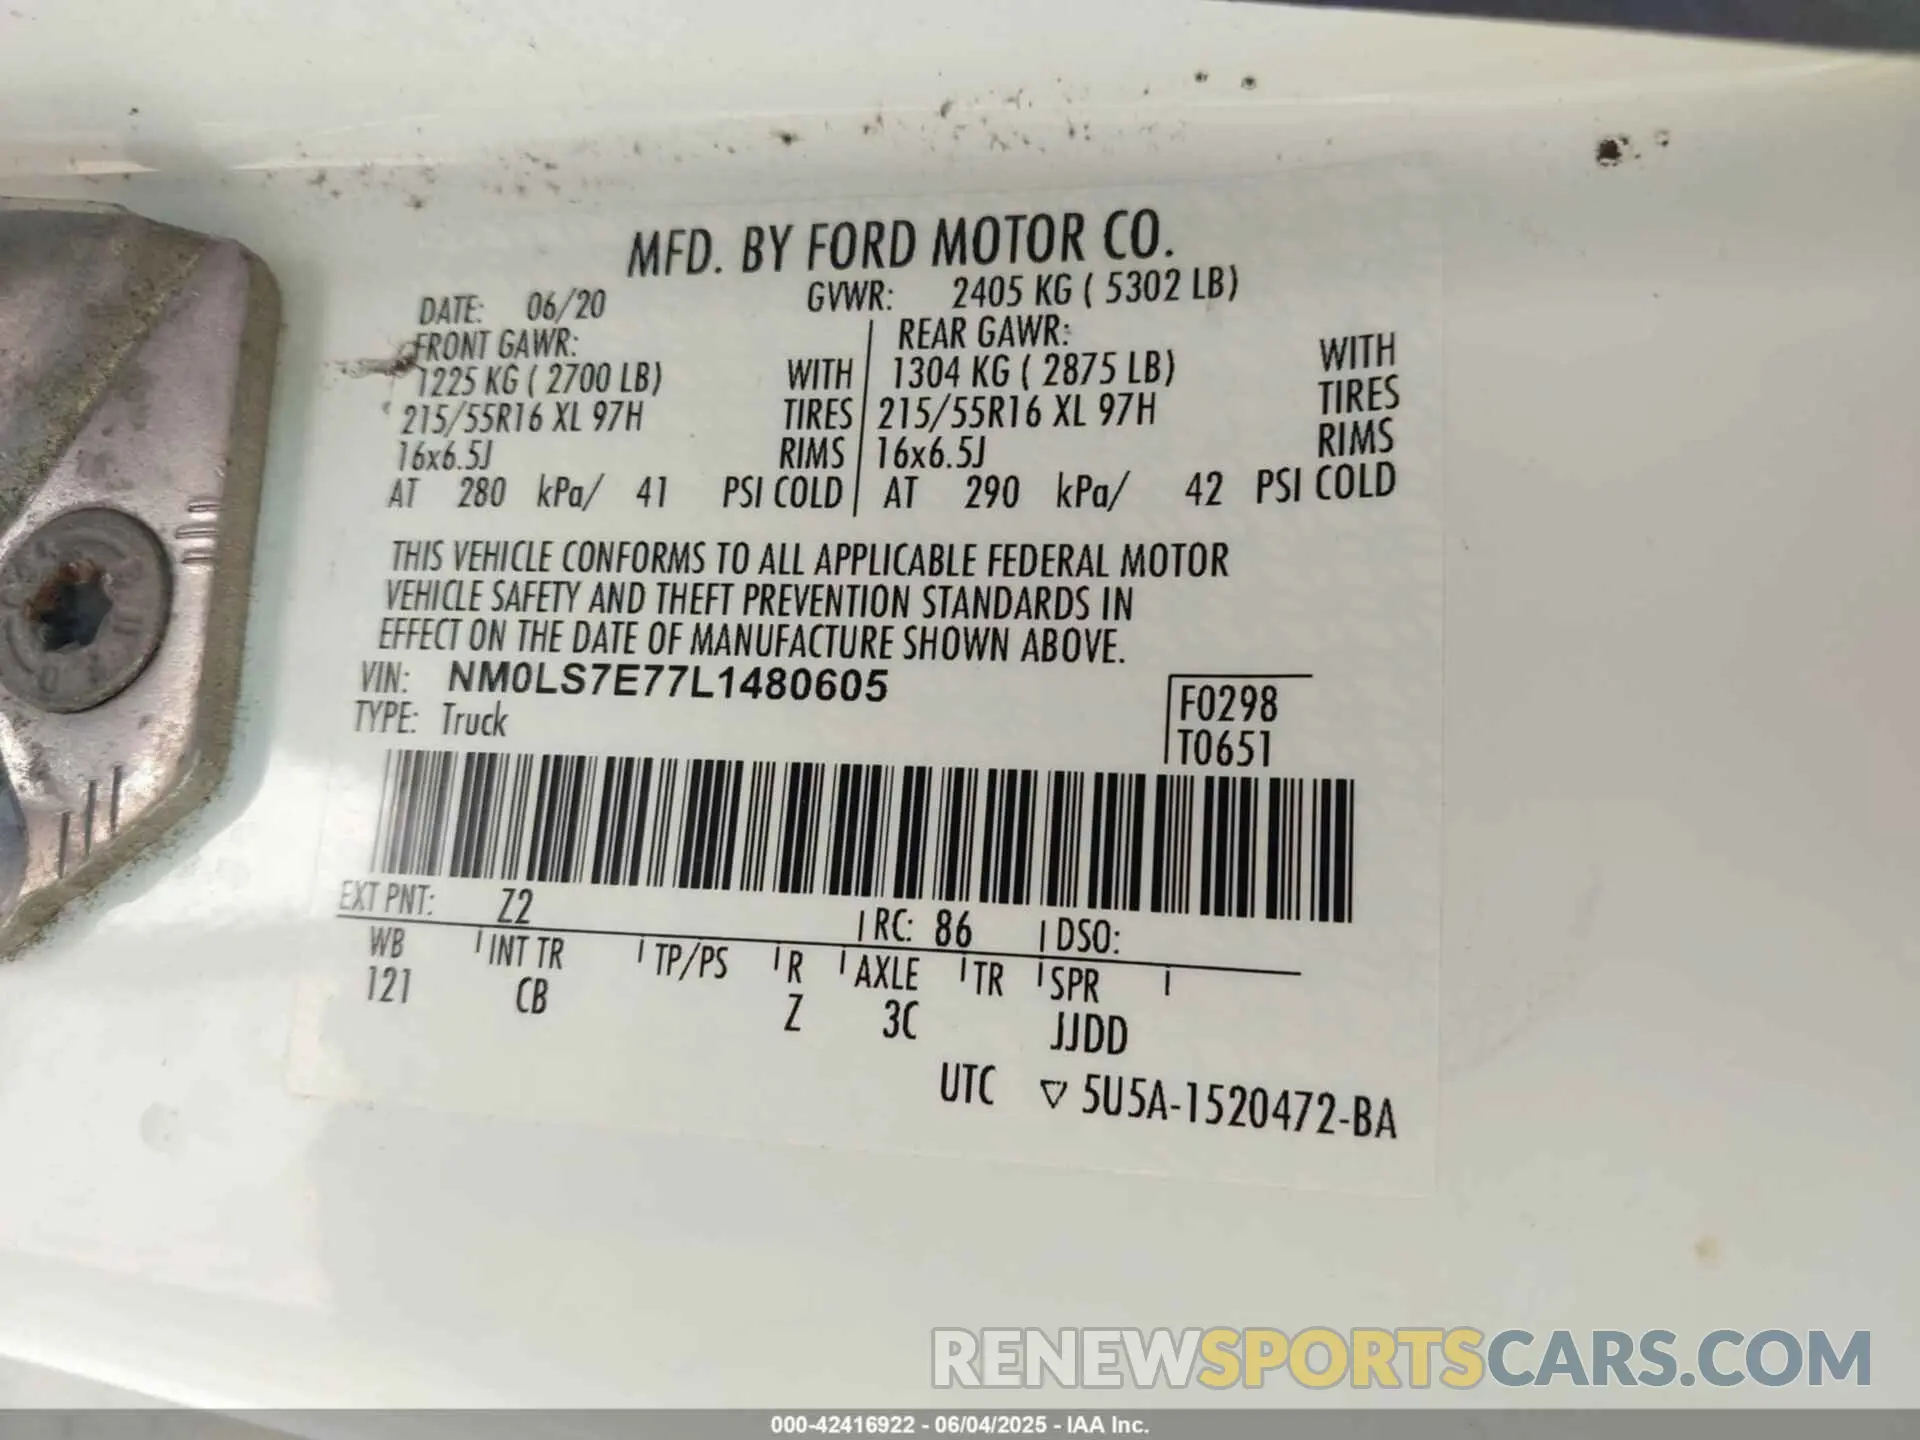 MFD. BY FORD MOTOR CO.
DATE: 06/20 GVWR: 2405 KG ( 5302 LB)
FRONT GAWR: REAR GAWR:
1225 KG ( 2700 LB) WITH 1304 KG ( 2875 LB) WITH
215/55R16 XL 97H TIRES 215/55R16 XL 97H TIRES
16x6.5J RIMS 16x6.5J RIMS
AT 280 kPa/ 41 PSI COLD AT 290 kPa/ 42 PSI COLD
THIS VEHICLE CONFORMS TO ALL APPLICABLE FEDERAL MOTOR
VEHICLE SAFETY AND THEFT PREVENTION STANDARDS IN
EFFECT ON THE DATE OF MANUFACTURE SHOWN ABOVE.
VIN: NM0LS7E77L1480605
F0298
TYPE: Truck
T0651
EXT PNT: Z2 RC: 86 DSO:
WB INT TR TP/PS R AXLE TR SPR
121 CB Z 3C JJDD
UTC ▽ 5U5A-1520472-BA
RENEWSPORTSCARS.COM
000-42416922 - 06/04/2025 - IAA Inc.